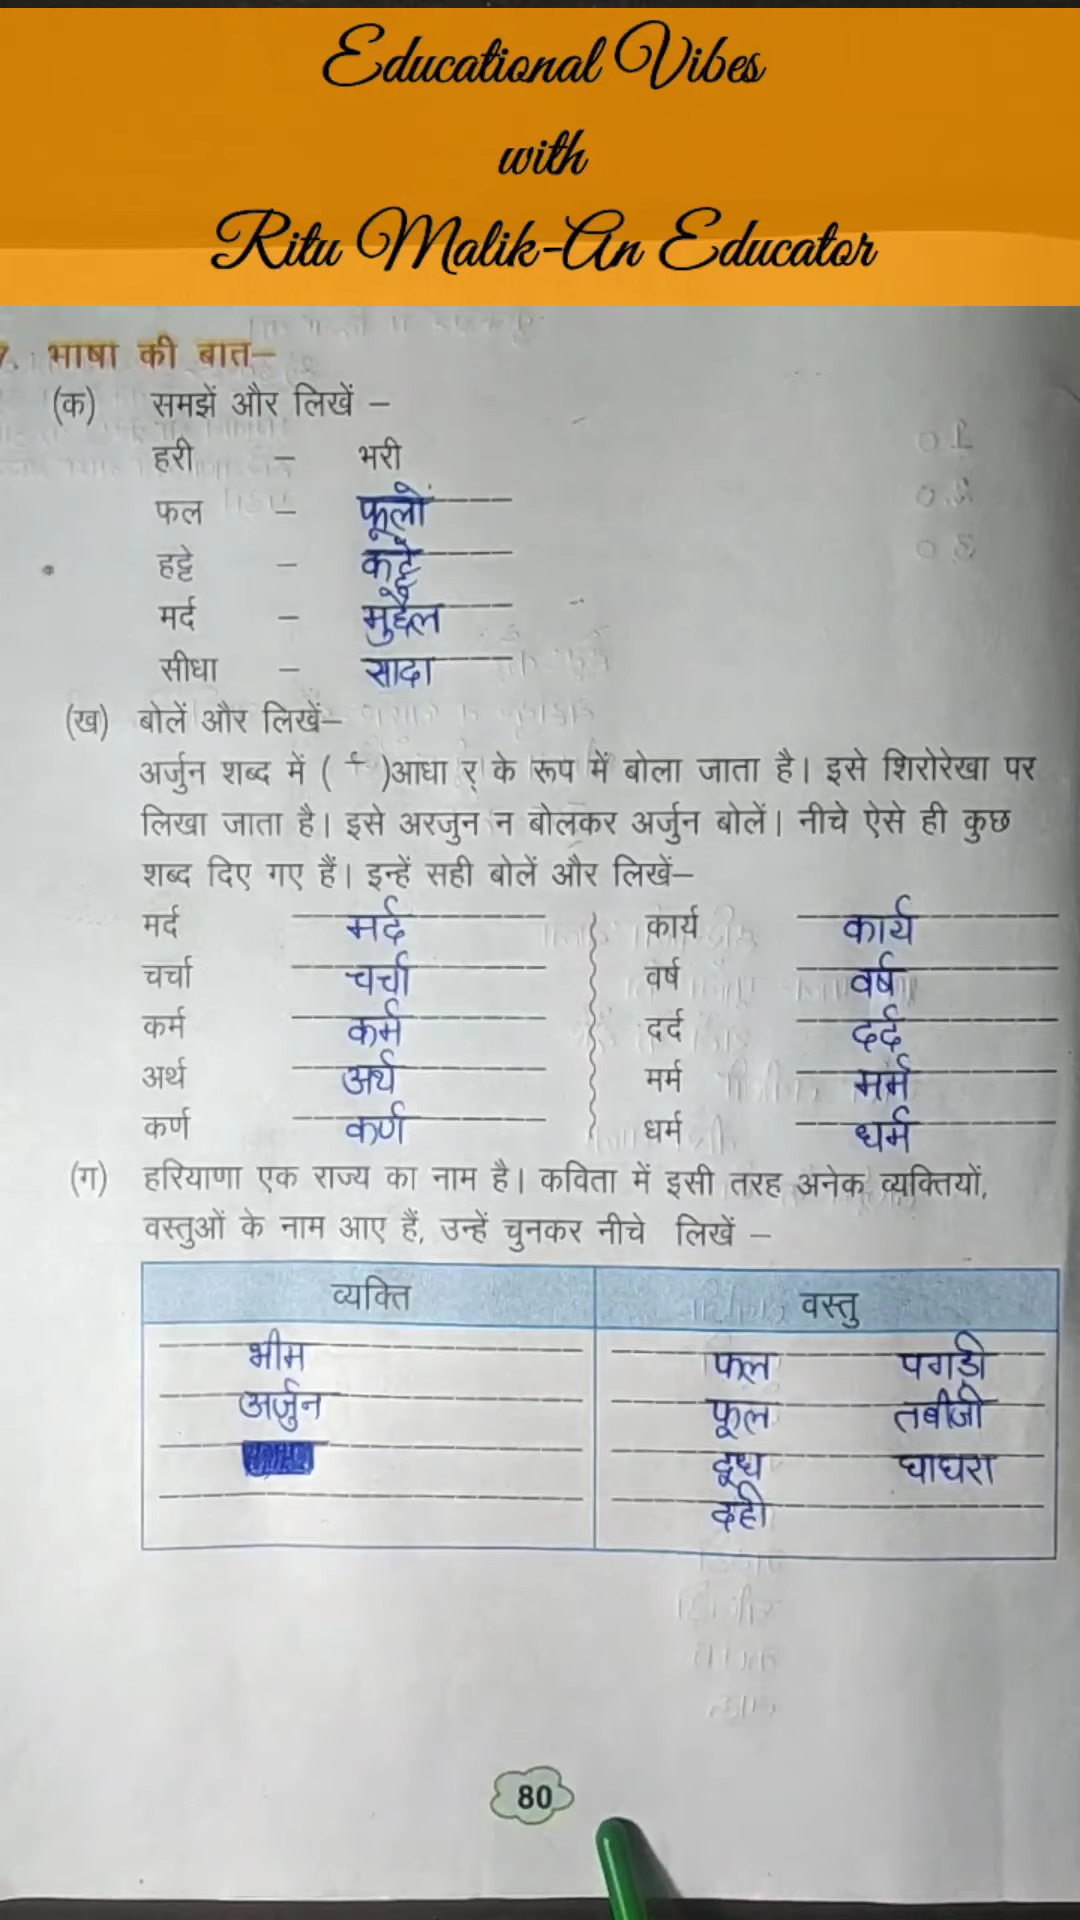 Educational Vibes
with
Ritu Malik-An Educator
7. भाषा की बात–
(क) समझें और लिखें –
हरी – भरी
फल – फूलों
हट्टे – कट्टे
मर्द –
सीधा – सादा
(ख) बोलें और लिखें–
अर्जुन शब्द में ( र्‍ )आधा र् के रूप में बोला जाता है। इसे शिरोरेखा पर
लिखा जाता है। इसे अरजुन न बोलकर अर्जुन बोलें। नीचे ऐसे ही कुछ
शब्द दिए गए हैं। इन्हें सही बोलें और लिखें–
मर्द मर्द कार्य कार्य
चर्चा चर्चा वर्ष वर्ष
कर्म कर्म दर्द दर्द
अर्थ अर्थ मर्म मर्म
कर्ण कर्ण धर्म धर्म
(ग) हरियाणा एक राज्य का नाम है। कविता में इसी तरह अनेक व्यक्तियों,
वस्तुओं के नाम आए हैं, उन्हें चुनकर नीचे लिखें –
व्यक्ति वस्तु
भीम फल पगड़ी
अर्जुन फूल तबीजी
दूध घाघरा
दही
80